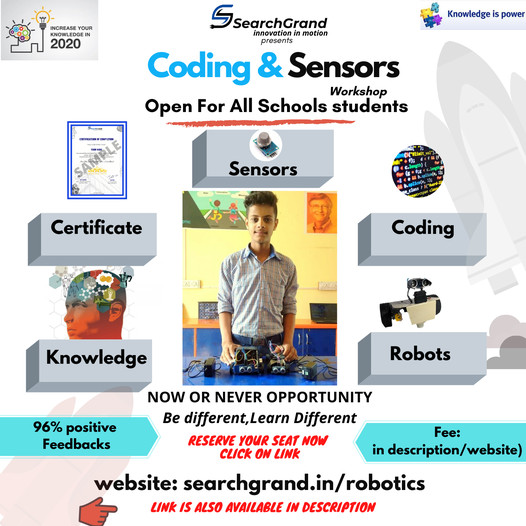 INCREASE YOUR
KNOWLEDGE IN
2020
SearchGrand
innovation in motion
presents
Knowledge is power
Coding & Sensors
Workshop
Open For All Schools students
SAMPLE
Sensors
Certificate
Coding
Knowledge
Robots
NOW OR NEVER OPPORTUNITY
Be different,Learn Different
96% positive
Feedbacks
RESERVE YOUR SEAT NOW
CLICK ON LINK
Fee:
in description/website)
website: searchgrand.in/robotics
LINK IS ALSO AVAILABLE IN DESCRIPTION